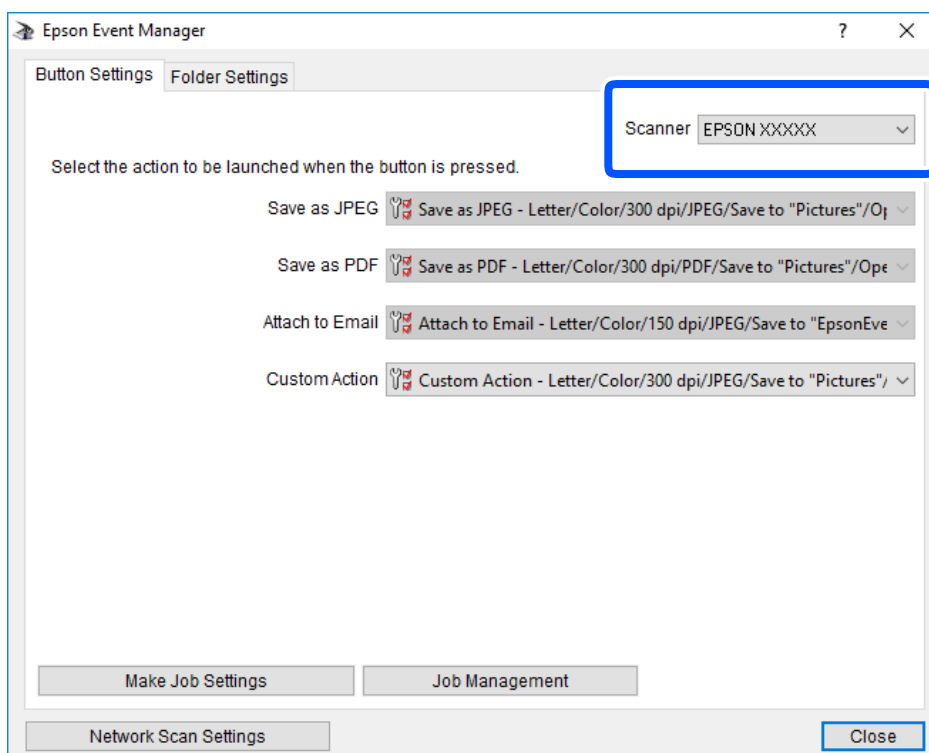 Epson Event Manager
Button Settings Folder Settings
Scanner EPSON XXXXX
Select the action to be launched when the button is pressed.
Save as JPEG Save as JPEG - Letter/Color/300 dpi/JPEG/Save to "Pictures"/Op
Save as PDF Save as PDF - Letter/Color/300 dpi/PDF/Save to "Pictures"/Ope
Attach to Email Attach to Email - Letter/Color/150 dpi/JPEG/Save to "EpsonEve
Custom Action Custom Action - Letter/Color/300 dpi/JPEG/Save to "Pictures"/
Make Job Settings Job Management
Network Scan Settings Close